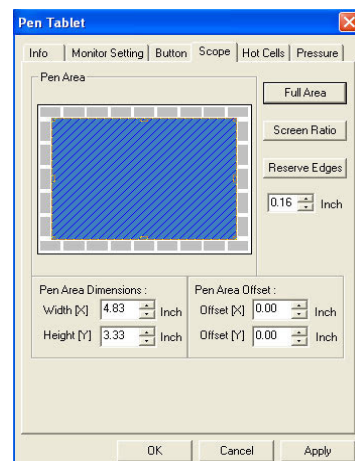 Pen Tablet
Info Monitor Setting Button Scope Hot Cells Pressure
Pen Area
Full Area
Screen Ratio
Reserve Edges
0.16 Inch
Pen Area Dimensions : Pen Area Offset :
Width [X] 4.83 Inch Offset [X] 0.00 Inch
Height [Y] 3.33 Inch Offset [Y] 0.00 Inch
OK Cancel Apply